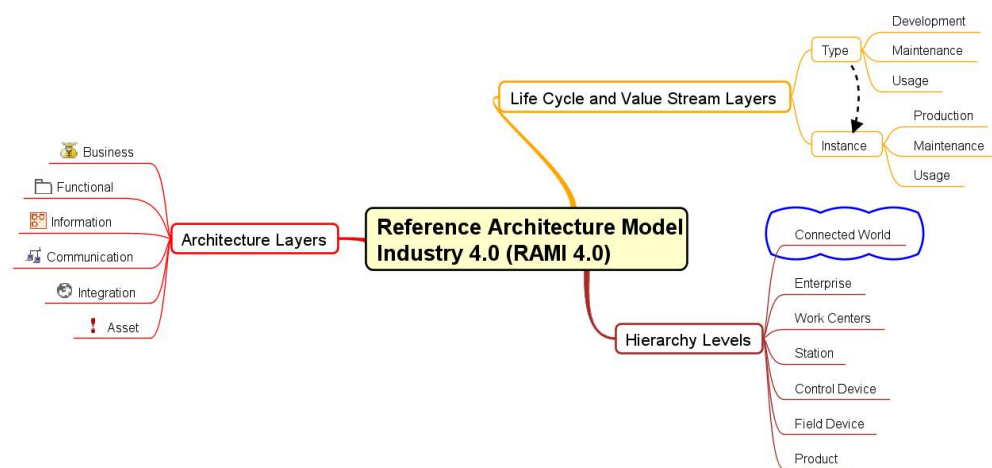 Reference Architecture Model
Industry 4.0 (RAMI 4.0)
Life Cycle and Value Stream Layers
Type
Development
Maintenance
Usage
Instance
Production
Maintenance
Usage
Hierarchy Levels
Connected World
Enterprise
Work Centers
Station
Control Device
Field Device
Product
Architecture Layers
Business
Functional
Information
Communication
Integration
Asset